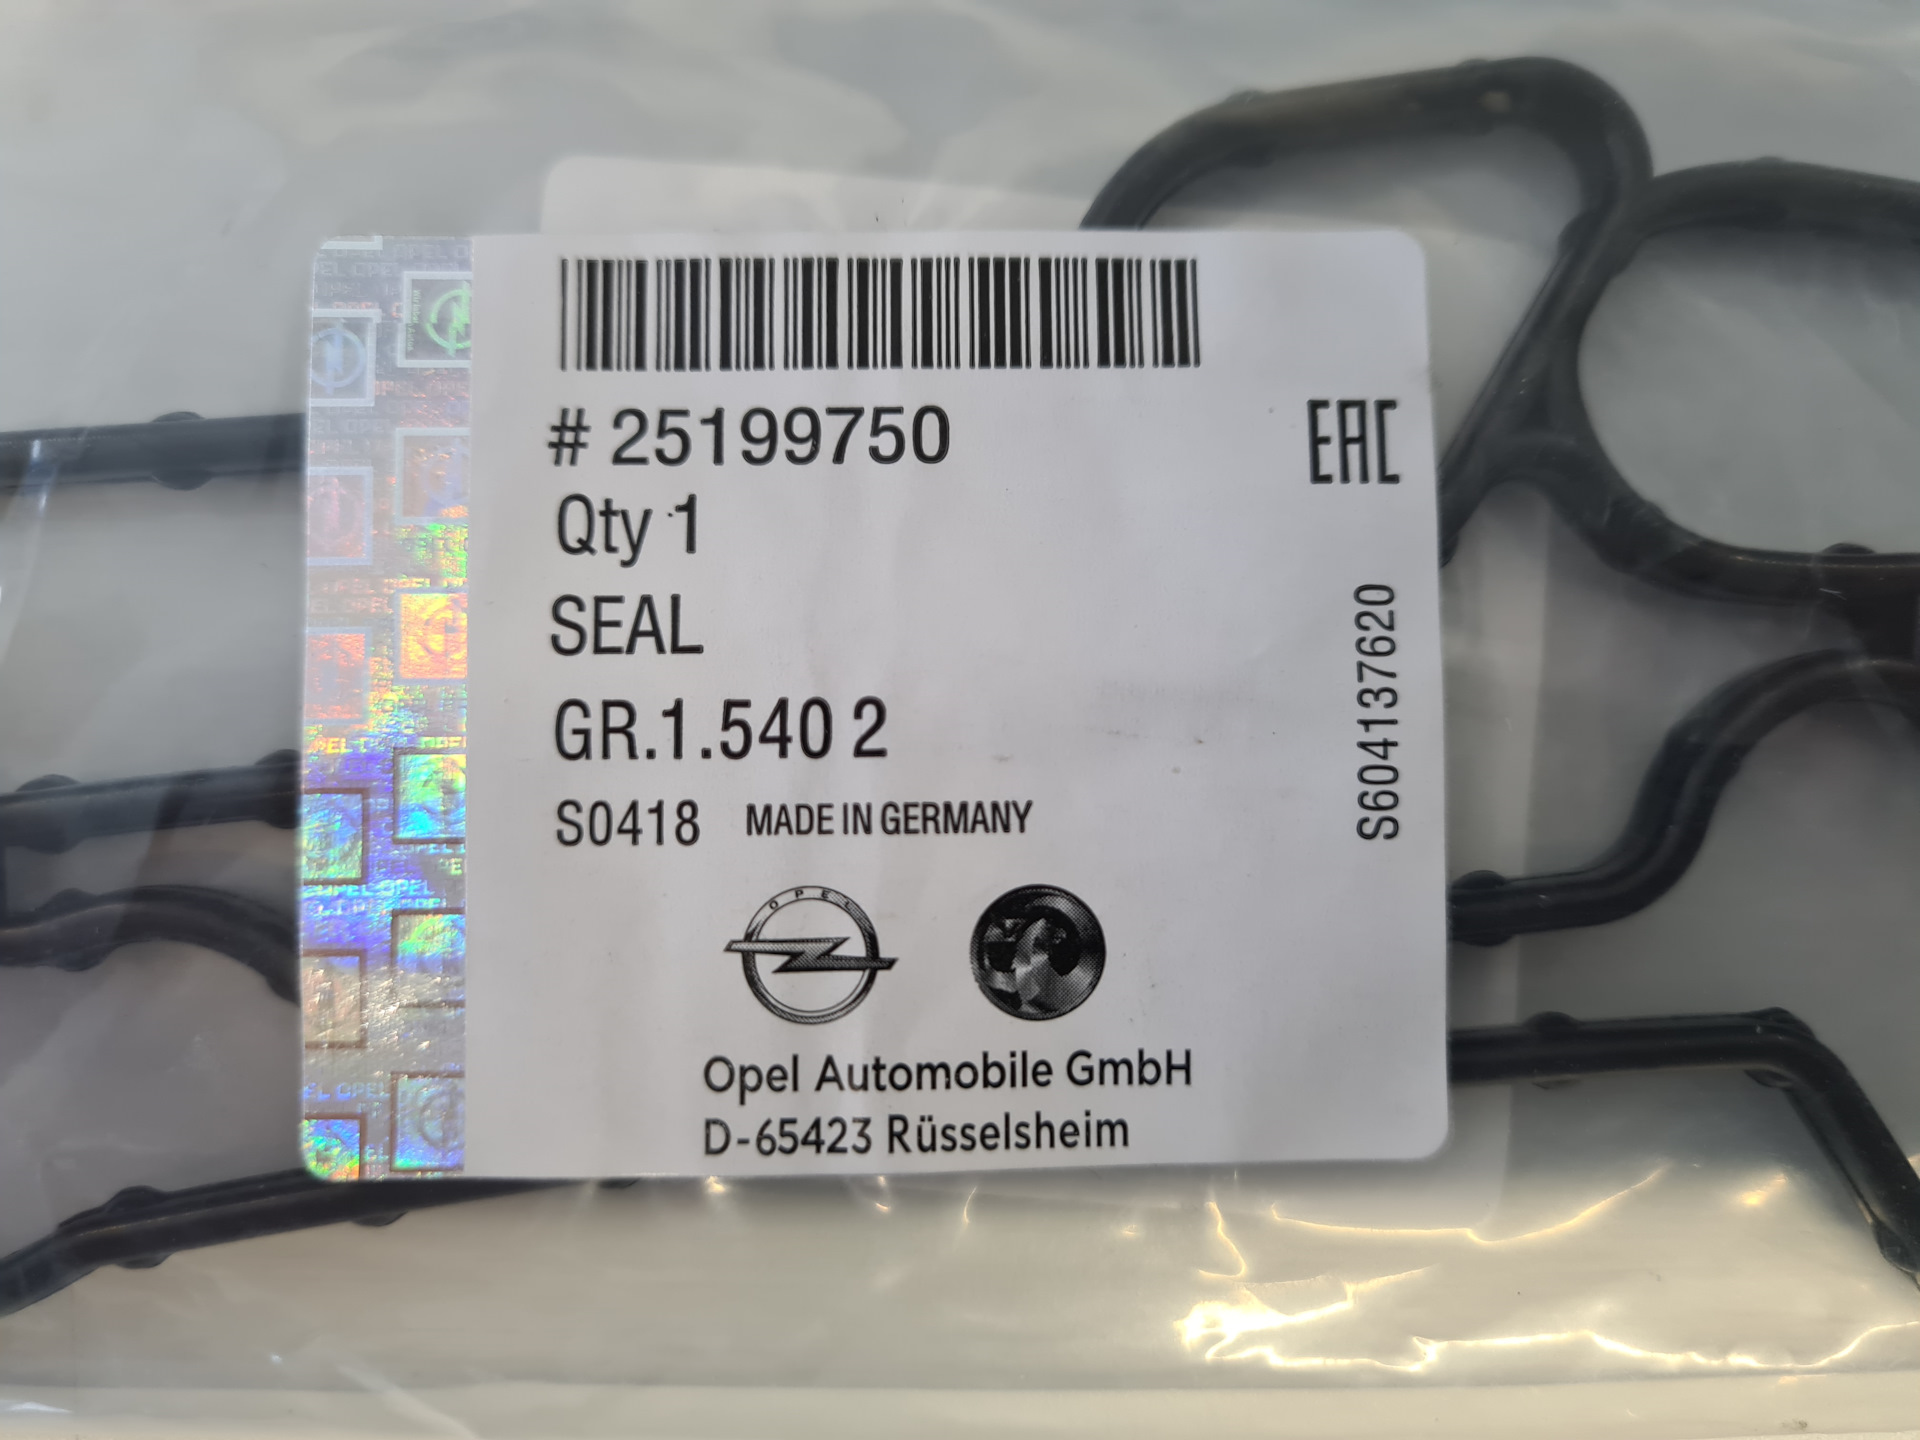 # 25199750
EAC
Qty 1
SEAL
GR.1.540 2
S0418 MADE IN GERMANY
S604137620
OPEL
Opel Automobile GmbH
D-65423 Rüsselsheim